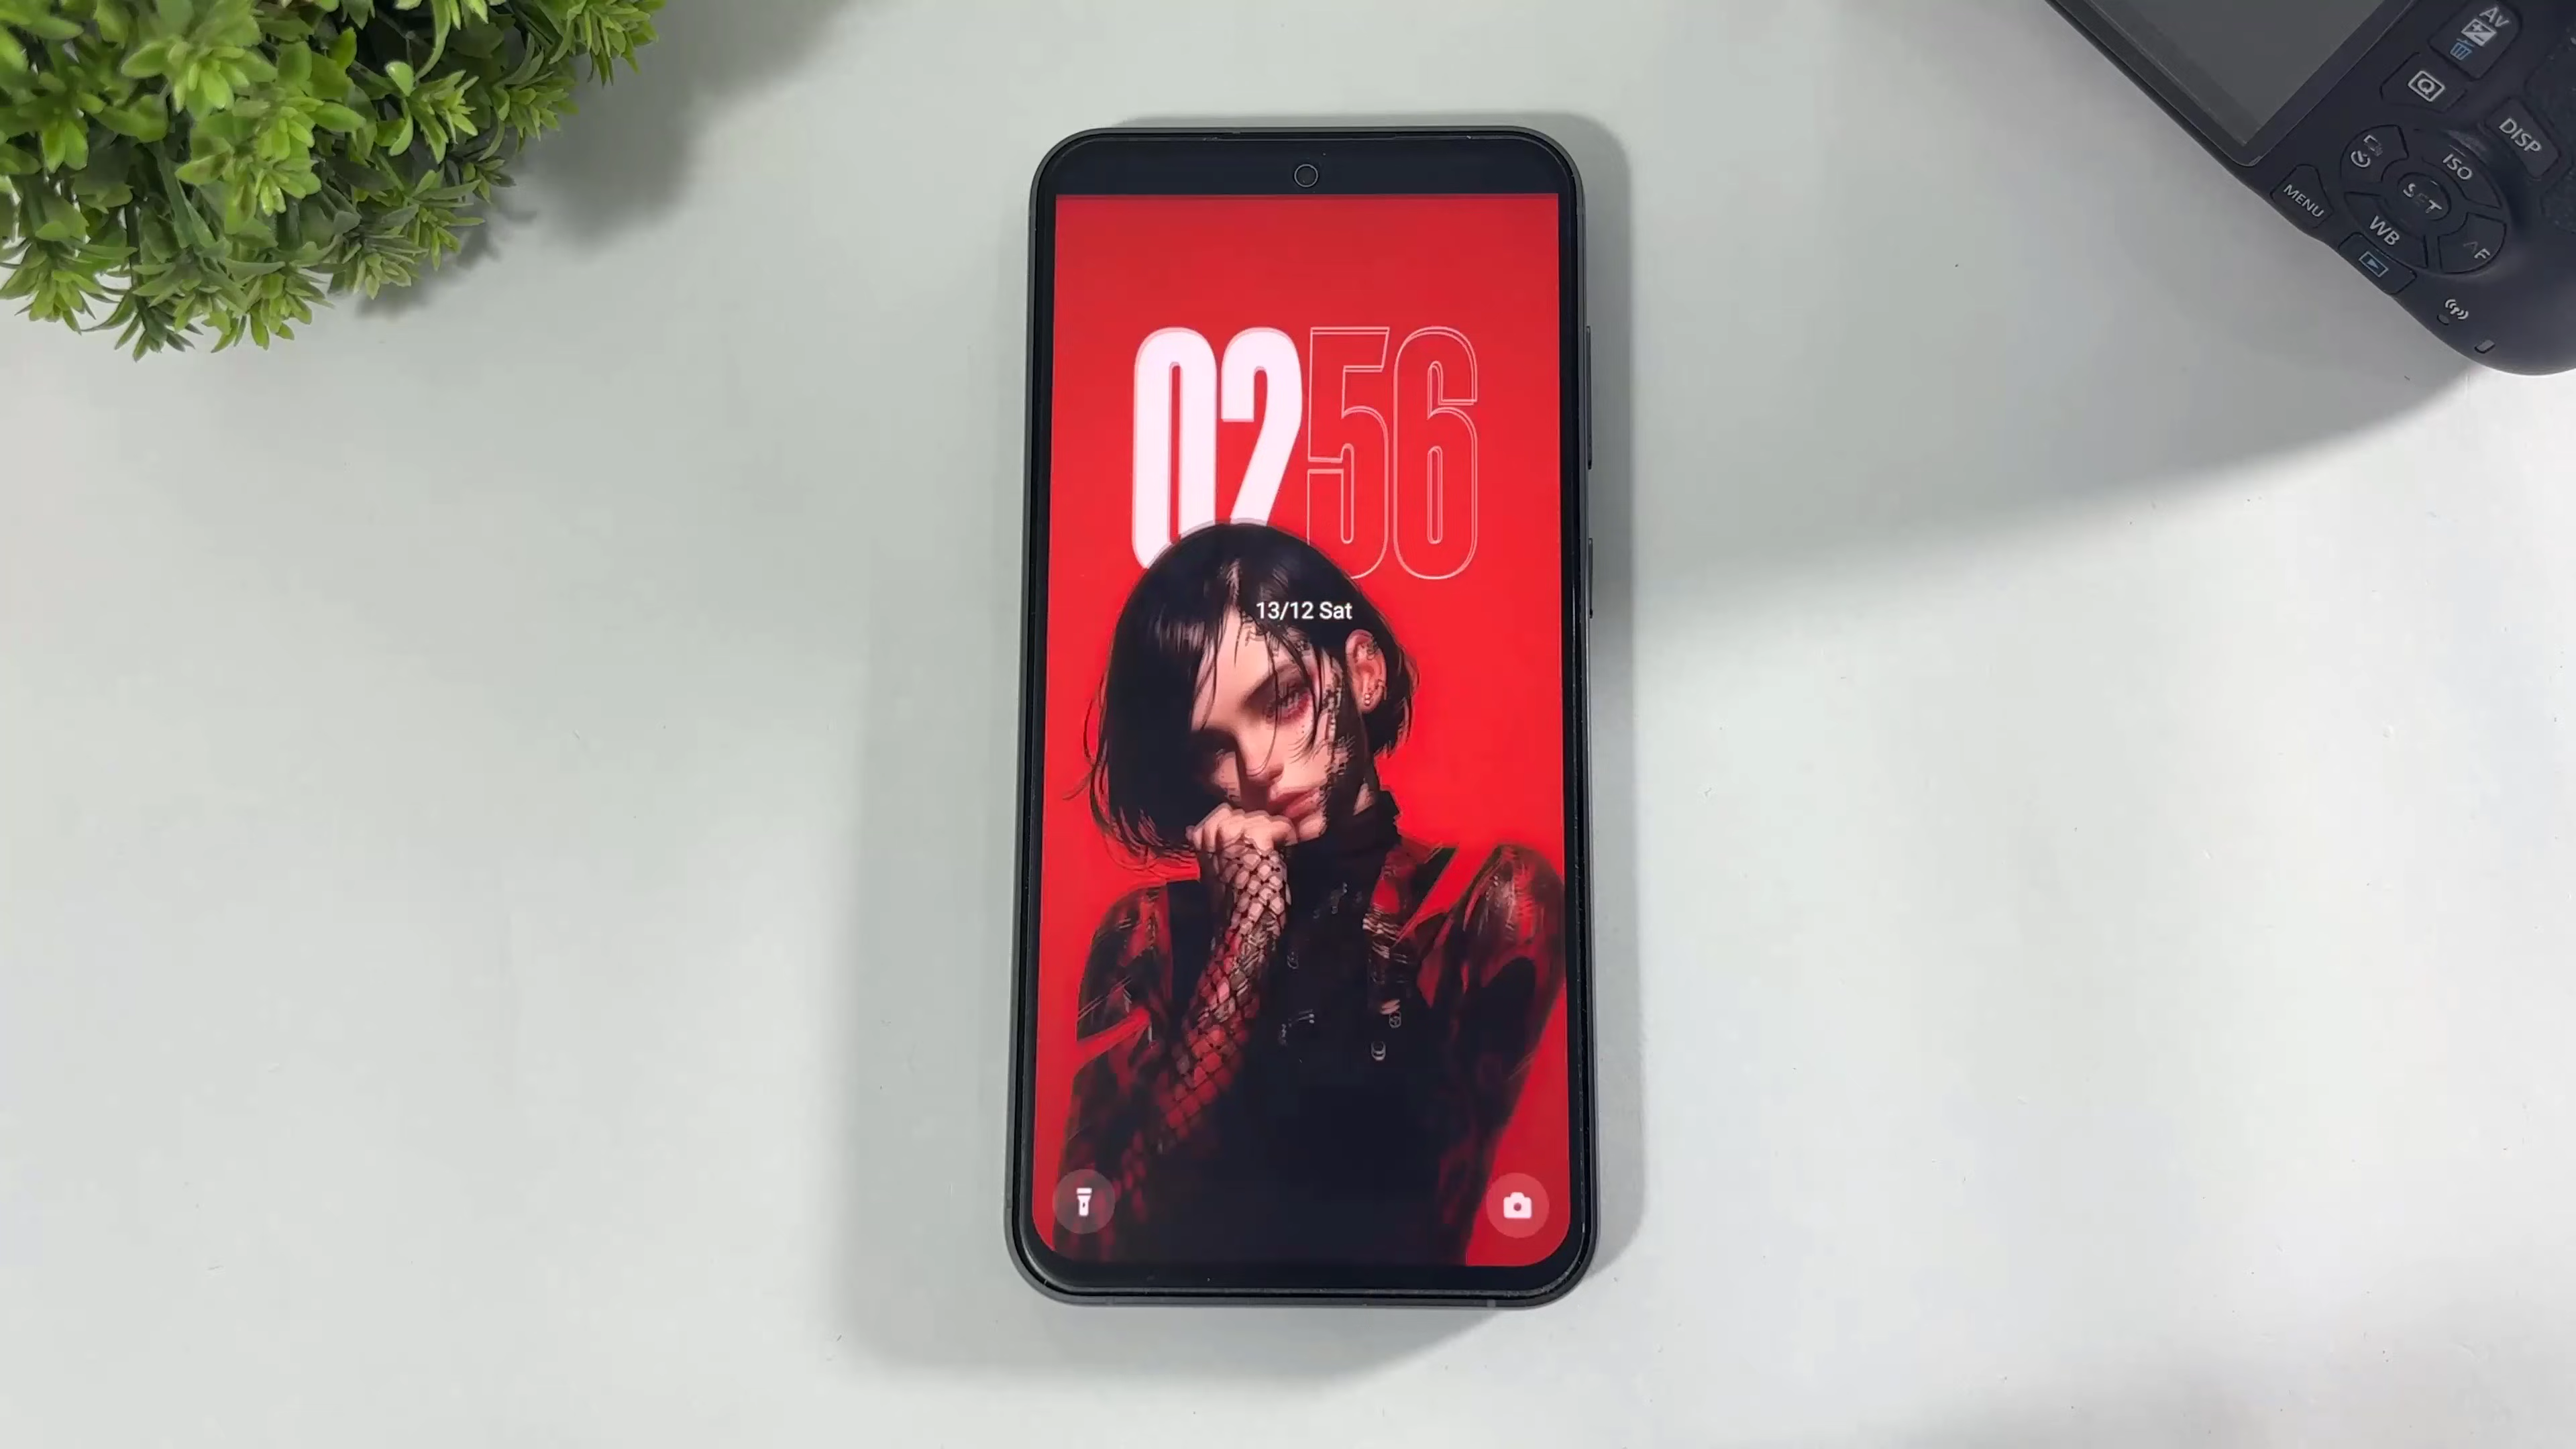 0256
13/12 Sat
Av
Q
DISP
ISO
SET
MENU
WB
AF